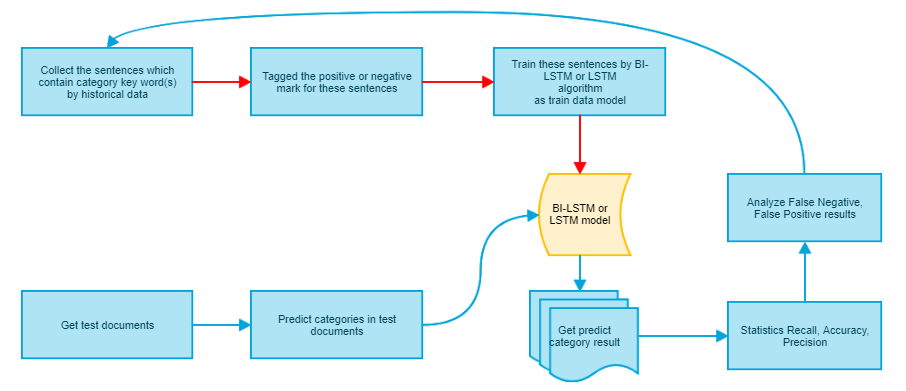 Collect the sentences which
contain category key word(s)
by historical data
Tagged the positive or negative
mark for these sentences
Train these sentences by BI-
LSTM or LSTM
algorithm
as train data model
BI-LSTM or
LSTM model
Analyze False Negative,
False Positive results
Get test documents
Predict categories in test
documents
Get predict
category result
Statistics Recall, Accuracy,
Precision